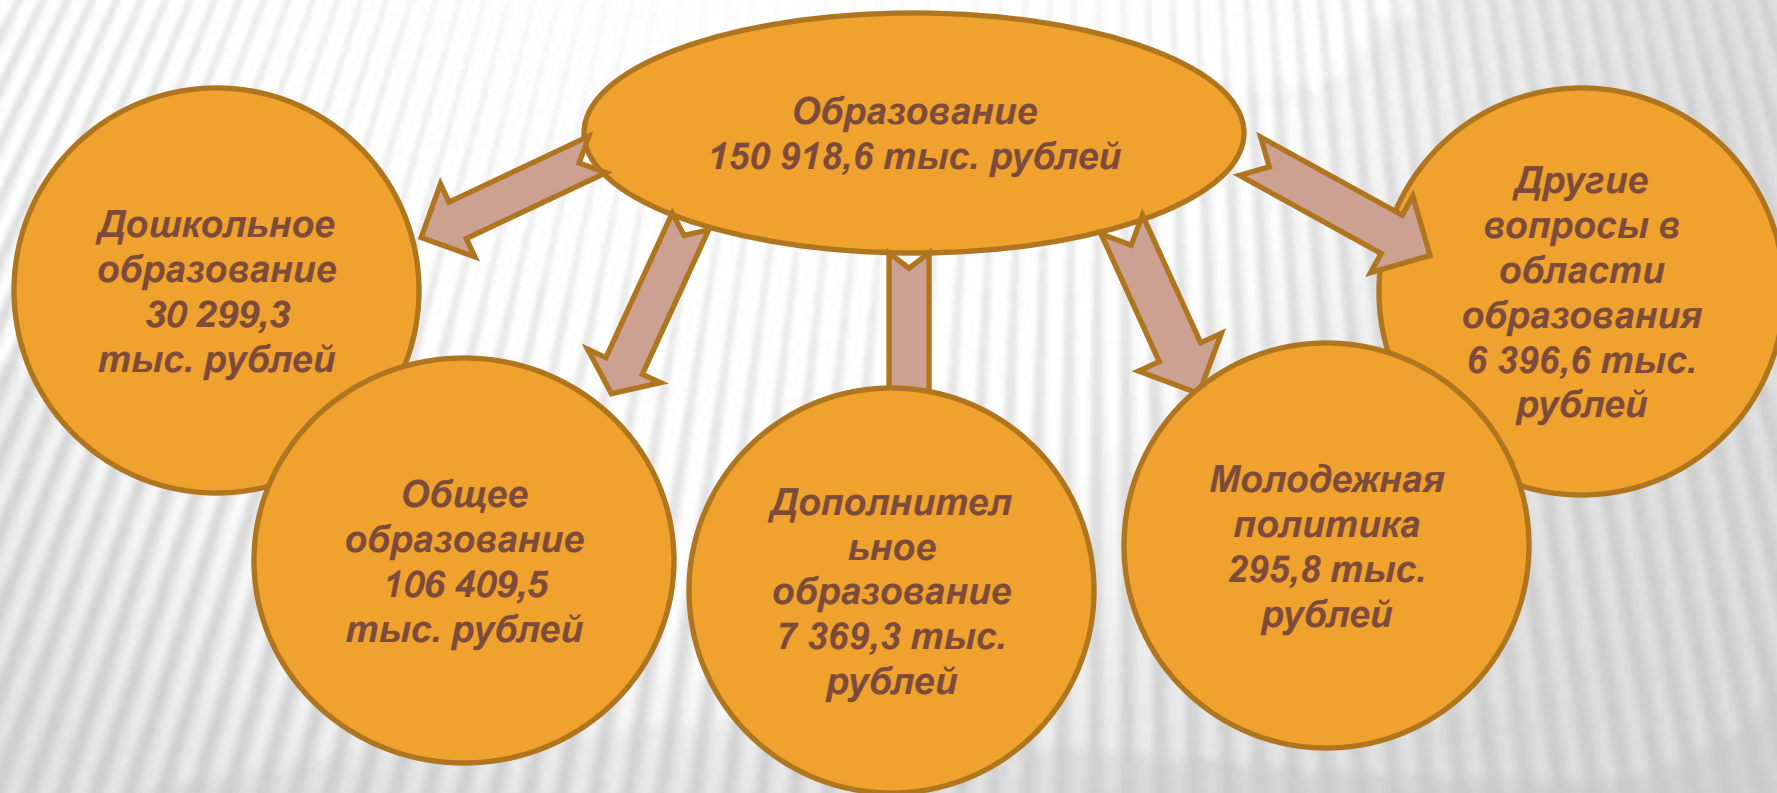 Образование
150 918,6 тыс. рублей
Дошкольное
образование
30 299,3
тыс. рублей
Общее
образование
106 409,5
тыс. рублей
Дополнител
ьное
образование
7 369,3 тыс.
рублей
Молодежная
политика
295,8 тыс.
рублей
Другие
вопросы в
области
образования
6 396,6 тыс.
рублей